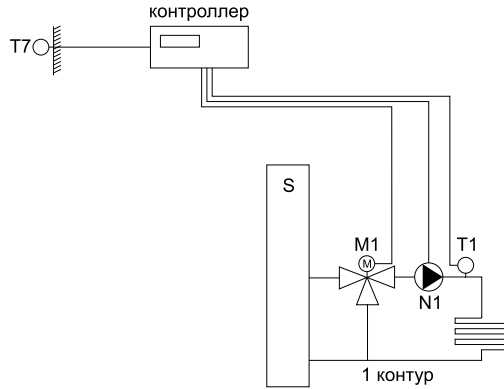 контроллер
T7
S
M1
M
T1
N1
1 контур